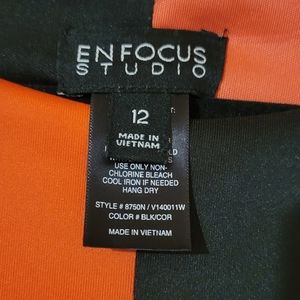 ENFOCUS
STUDIO
12
MADE IN
VIETNAM
USE ONLY NON-
CHLORINE BLEACH
COOL IRON IF NEEDED
HANG DRY
STYLE # 8750N / V140011W
COLOR # BLK/COR
MADE IN VIETNAM